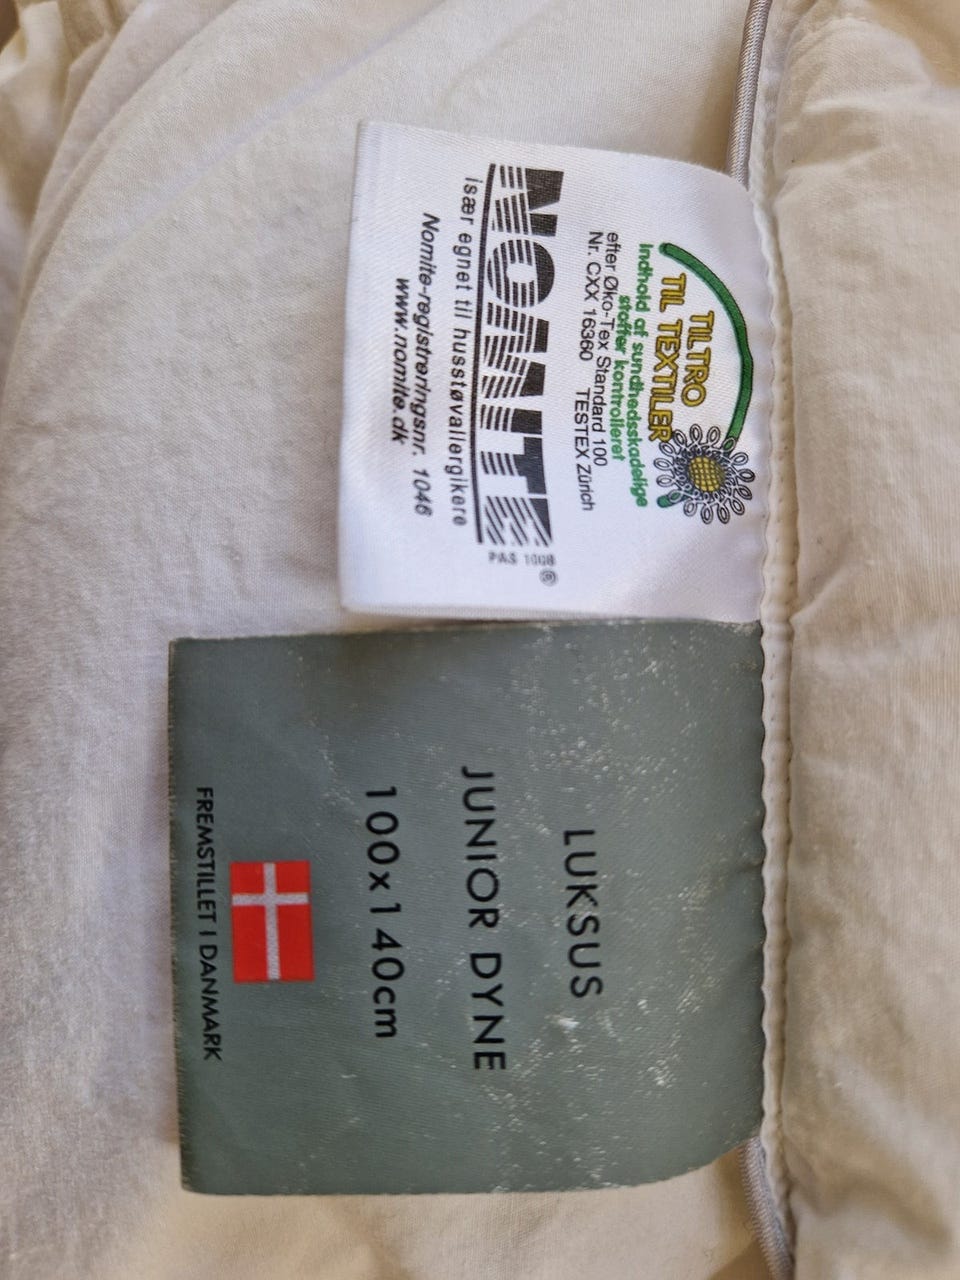 TILTRO
TIL TEXTILER
Indhold af sundhedsskadelige
stoffer kontrolleret
efter Øko-Tex Standard 100
Nr. CXX 16360 TESTEX Zürich
NOMITE
PAS 1008
®
især egnet til husstøvallergikere
Nomite-registreringsnr. 1046
www.nomite.dk
LUKSUS
JUNIOR DYNE
100x140cm
FREMSTILLET I DANMARK